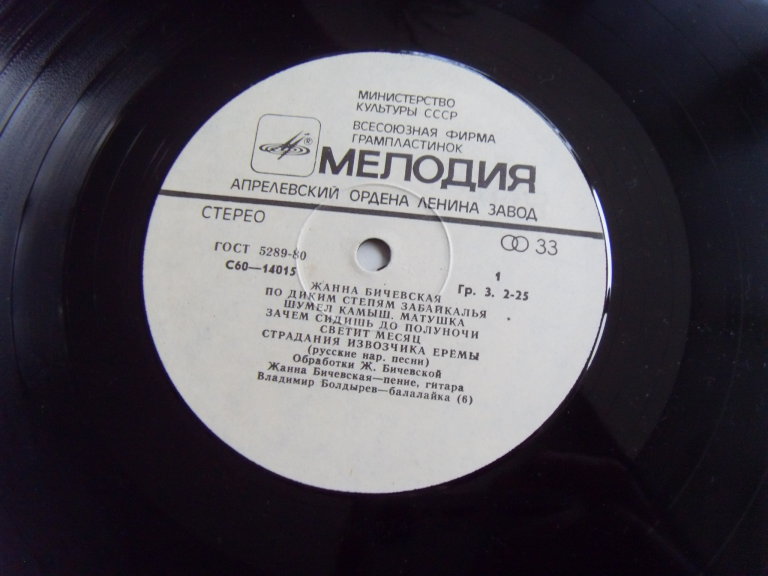 МИНИСТЕРСТВО
КУЛЬТУРЫ СССР
ВСЕСОЮЗНАЯ ФИРМА
ГРАМПЛАСТИНОК
МЕЛОДИЯ
®
АПРЕЛЕВСКИЙ ОРДЕНА ЛЕНИНА ЗАВОД
СТЕРЕО
33
ГОСТ 5289-80
С60—14015
1
Гр. 3. 2-25
ЖАННА БИЧЕВСКАЯ
ПО ДИКИМ СТЕПЯМ ЗАБАЙКАЛЬЯ
ШУМЕЛ КАМЫШ. МАТУШКА
ЗАЧЕМ СИДИШЬ ДО ПОЛУНОЧИ
СВЕТИТ МЕСЯЦ
СТРАДАНИЯ ИЗВОЗЧИКА ЕРЕМЫ
(русские нар. песни)
Обработки Ж. Бичевской
Жанна Бичевская—пение, гитара
Владимир Болдырев—балалайка (6)